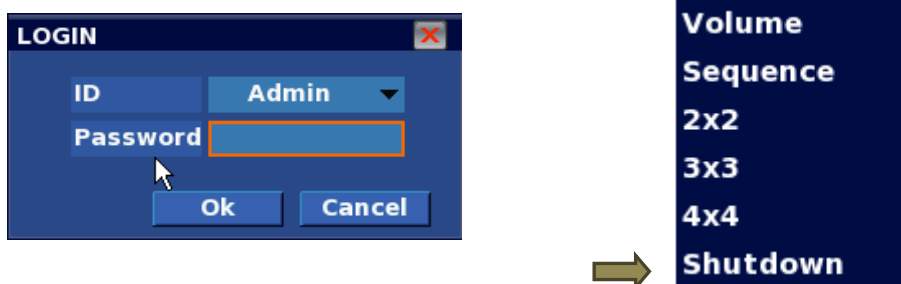 LOGIN
ID Admin
Password
Ok Cancel
Volume
Sequence
2x2
3x3
4x4
Shutdown